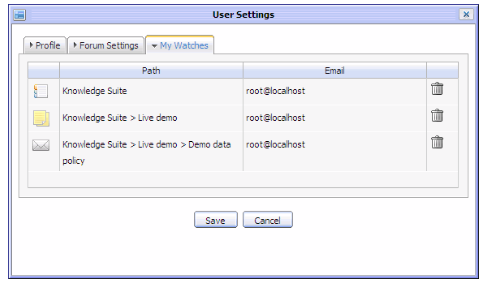 User Settings
Profile Forum Settings My Watches
Path Email
Knowledge Suite root@localhost
Knowledge Suite > Live demo root@localhost
Knowledge Suite > Live demo > Demo data root@localhost
policy
Save Cancel